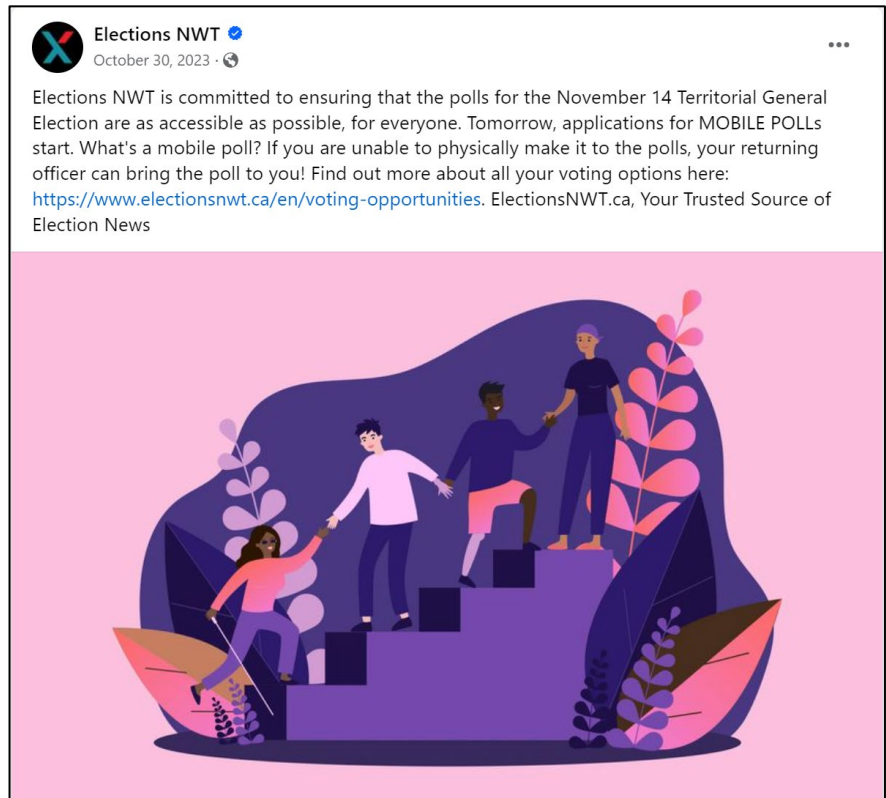 Elections NWT
October 30, 2023 ·
Elections NWT is committed to ensuring that the polls for the November 14 Territorial General
Election are as accessible as possible, for everyone. Tomorrow, applications for MOBILE POLLs
start. What's a mobile poll? If you are unable to physically make it to the polls, your returning
officer can bring the poll to you! Find out more about all your voting options here:
https://www.electionsnwt.ca/en/voting-opportunities. ElectionsNWT.ca, Your Trusted Source of
Election News